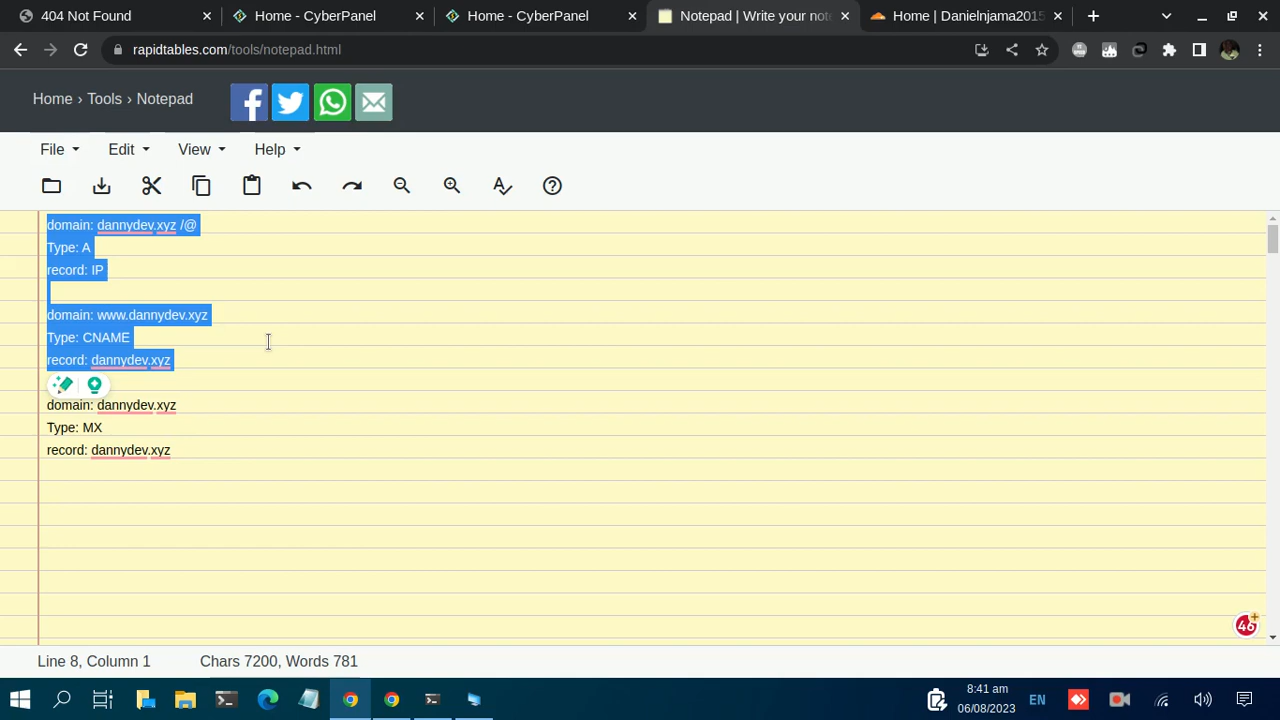 404 Not Found
Home - CyberPanel
Home - CyberPanel
Notepad | Write your not
Home | Danielnjama2015
rapidtables.com/tools/notepad.html
Home › Tools › Notepad
File
Edit
View
Help
domain: dannydev.xyz /@
Type: A
record: IP
domain: www.dannydev.xyz
Type: CNAME
record: dannydev.xyz
domain: dannydev.xyz
Type: MX
record: dannydev.xyz
46
Line 8, Column 1
Chars 7200, Words 781
EN
8:41 am
06/08/2023